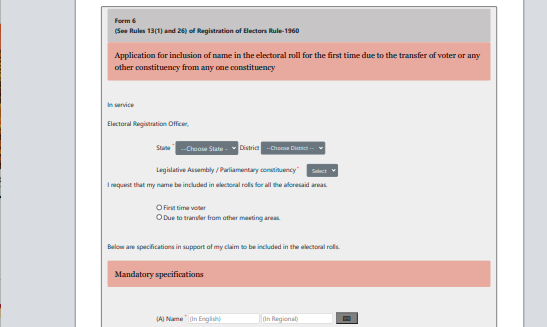 Form 6
(See Rules 13(1) and 26) of Registration of Electors Rule-1960
Application for inclusion of name in the electoral roll for the first time due to the transfer of voter or any
other constituency from any one constituency
In service
Electoral Registration Officer,
State * --Choose State - District --Choose District --
Legislative Assembly / Parliamentary constituency * Select
I request that my name be included in electoral rolls for all the aforesaid areas.
First time voter
Due to transfer from other meeting areas.
Below are specifications in support of my claim to be included in the electoral rolls.
Mandatory specifications
(A) Name * (In English) (In Regional)